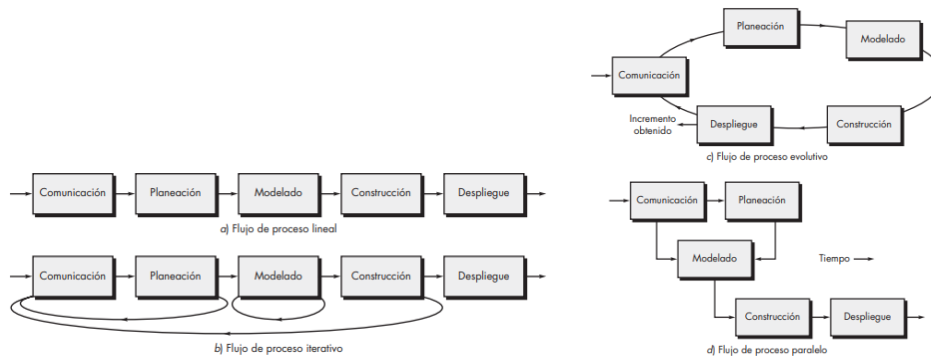 Comunicación
Planeación
Modelado
Construcción
Despliegue
a) Flujo de proceso lineal
Comunicación
Planeación
Modelado
Construcción
Despliegue
b) Flujo de proceso iterativo
Planeación
Modelado
Comunicación
Incremento
obtenido
Despliegue
Construcción
c) Flujo de proceso evolutivo
Comunicación
Planeación
Modelado
Tiempo
Construcción
Despliegue
d) Flujo de proceso paralelo